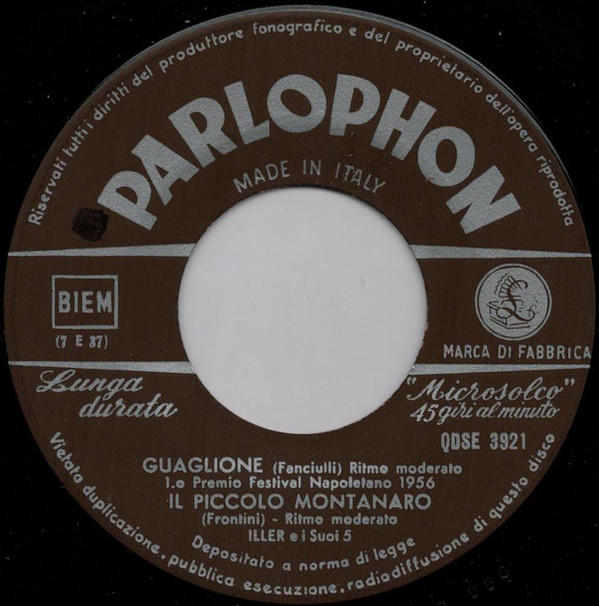 Riservati tutti i diritti del produttore fonografico e del proprietario dell'opera riprodotta
PARLOPHON
MADE IN ITALY
BIEM
(7 E 37)
£
MARCA DI FABBRICA
Lunga
durata
"Microsolco"
45 giri al minuto
QDSE 3921
GUAGLIONE (Fanciulli) Ritmo moderato
1.o Premio Festival Napoletano 1956
IL PICCOLO MONTANARO
(Frontini) - Ritmo moderato
ILLER e i Suoi 5
Depositato a norma di legge
Vietata duplicazione, pubblica esecuzione, radiodiffusione di questo disco